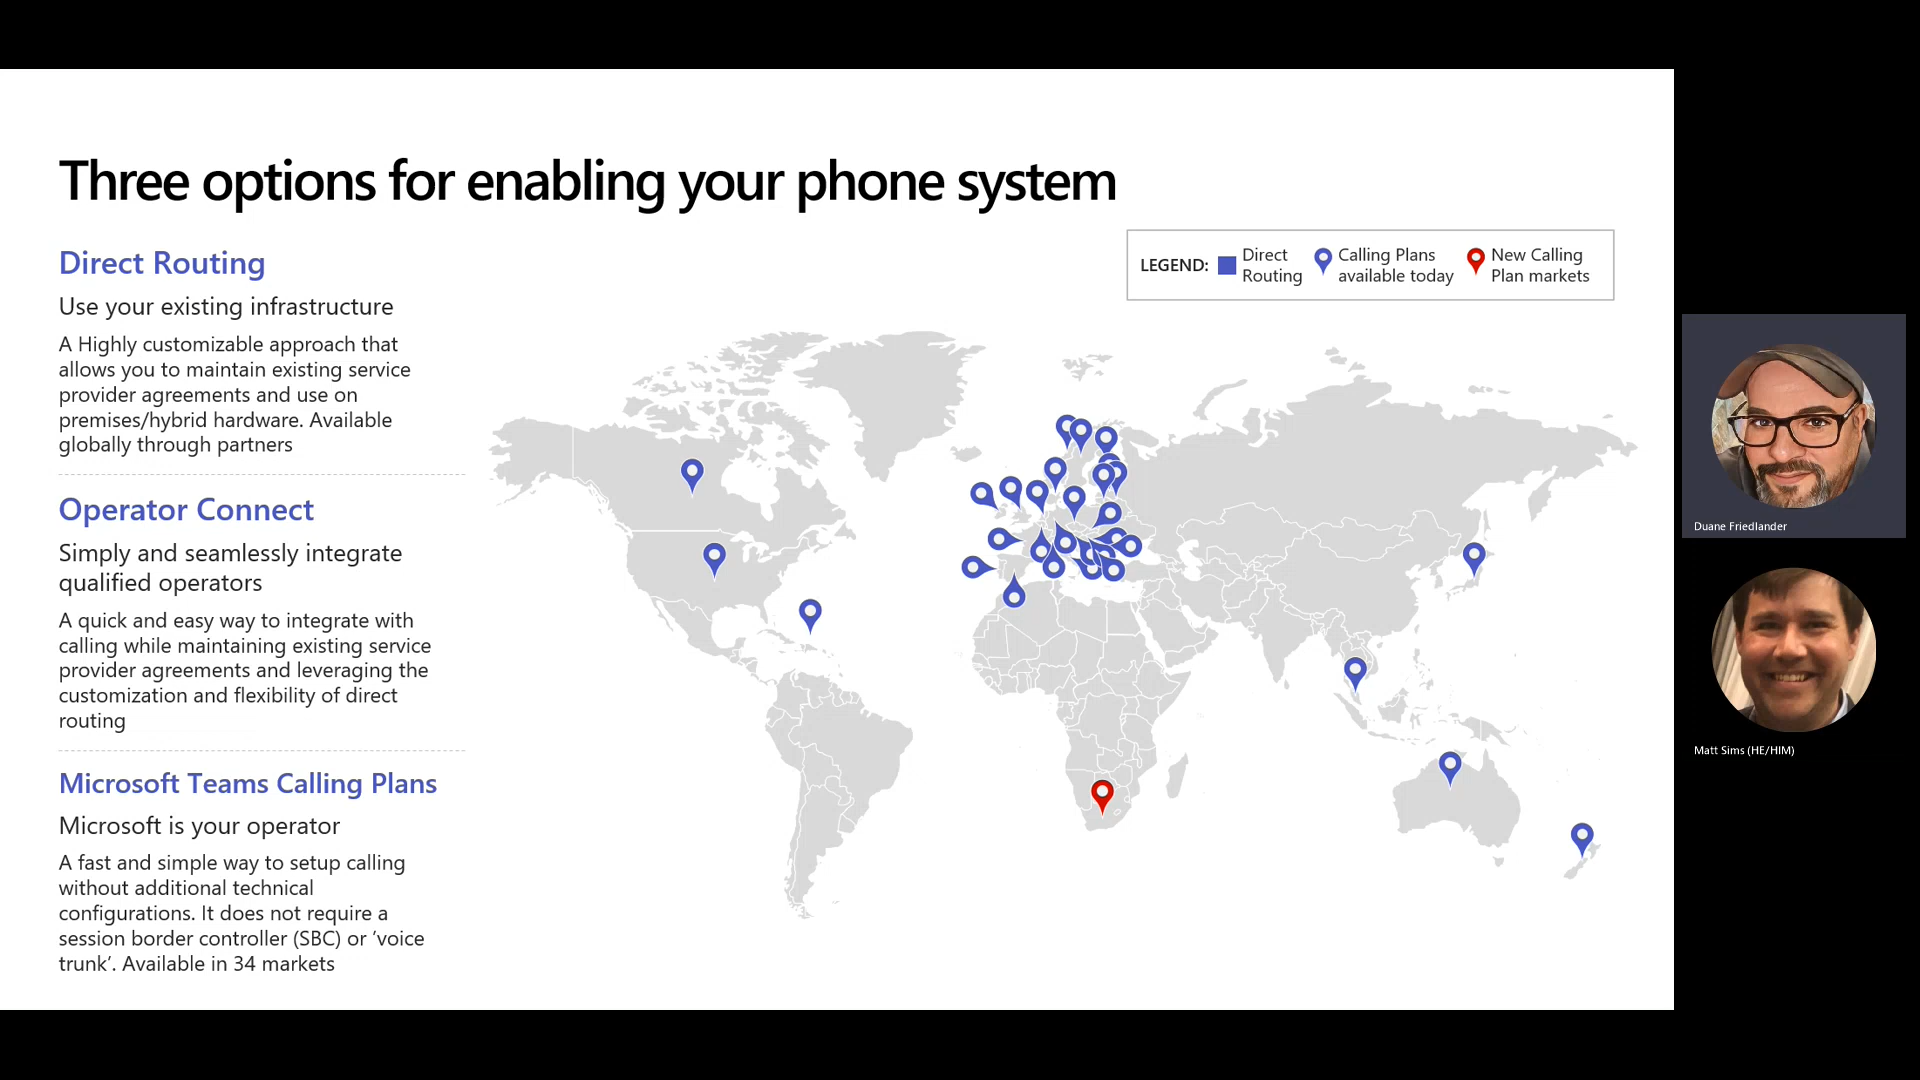 Three options for enabling your phone system
Direct Routing
Use your existing infrastructure
A Highly customizable approach that
allows you to maintain existing service
provider agreements and use on
premises/hybrid hardware. Available
globally through partners
Operator Connect
Simply and seamlessly integrate
qualified operators
A quick and easy way to integrate with
calling while maintaining existing service
provider agreements and leveraging the
customization and flexibility of direct
routing
Microsoft Teams Calling Plans
Microsoft is your operator
A fast and simple way to setup calling
without additional technical
configurations. It does not require a
session border controller (SBC) or ‘voice
trunk’. Available in 34 markets
LEGEND:
Direct
Routing
Calling Plans
available today
New Calling
Plan markets
Duane Friedlander
Matt Sims (HE/HIM)